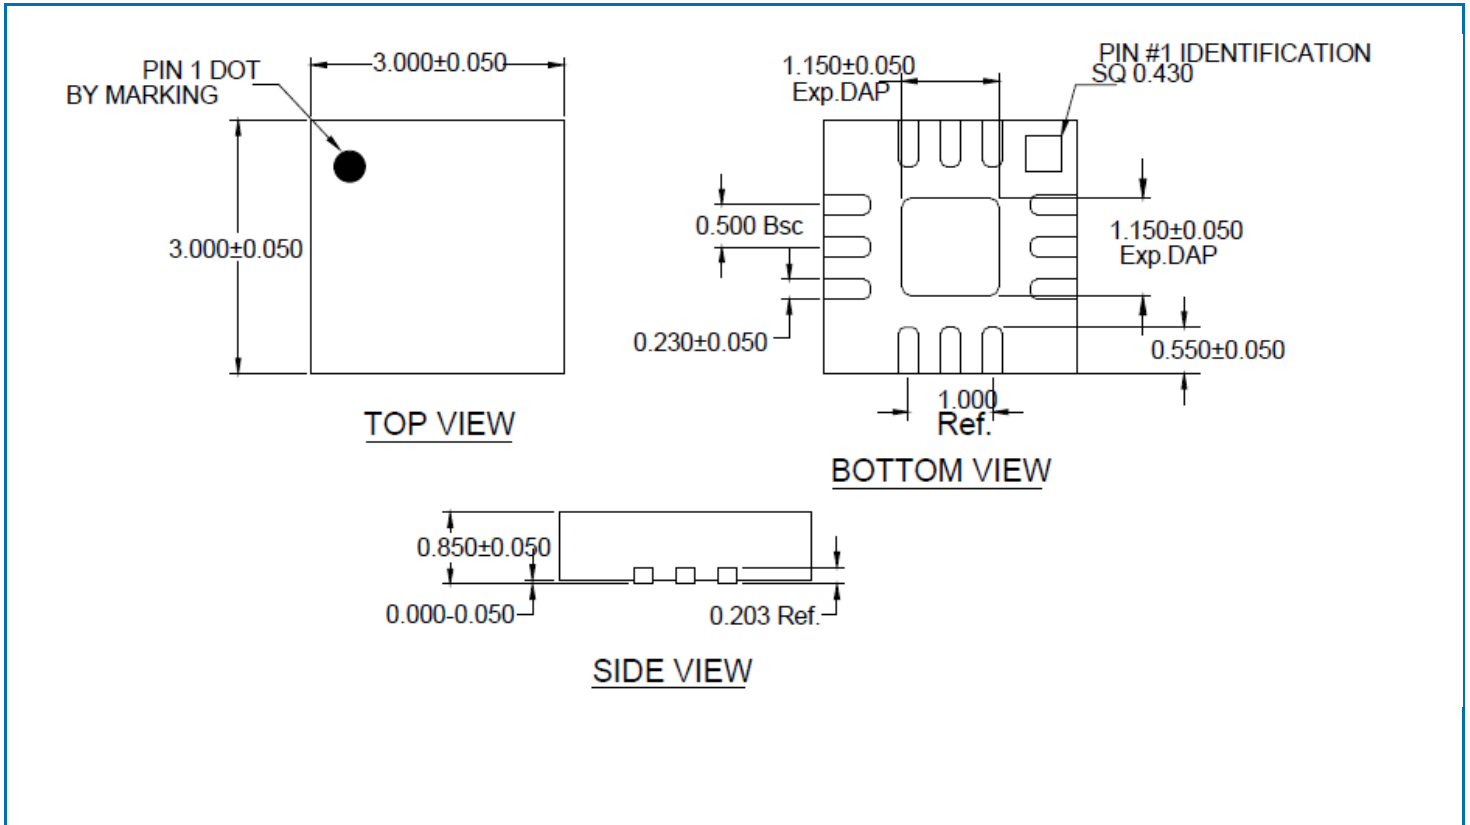 PIN 1 DOT
BY MARKING
3.000±0.050
3.000±0.050
TOP VIEW
1.150±0.050
Exp.DAP
PIN #1 IDENTIFICATION
SQ 0.430
0.500 Bsc
0.230±0.050
1.150±0.050
Exp.DAP
0.550±0.050
1.000
Ref.
BOTTOM VIEW
0.850±0.050
0.000-0.050
0.203 Ref.
SIDE VIEW